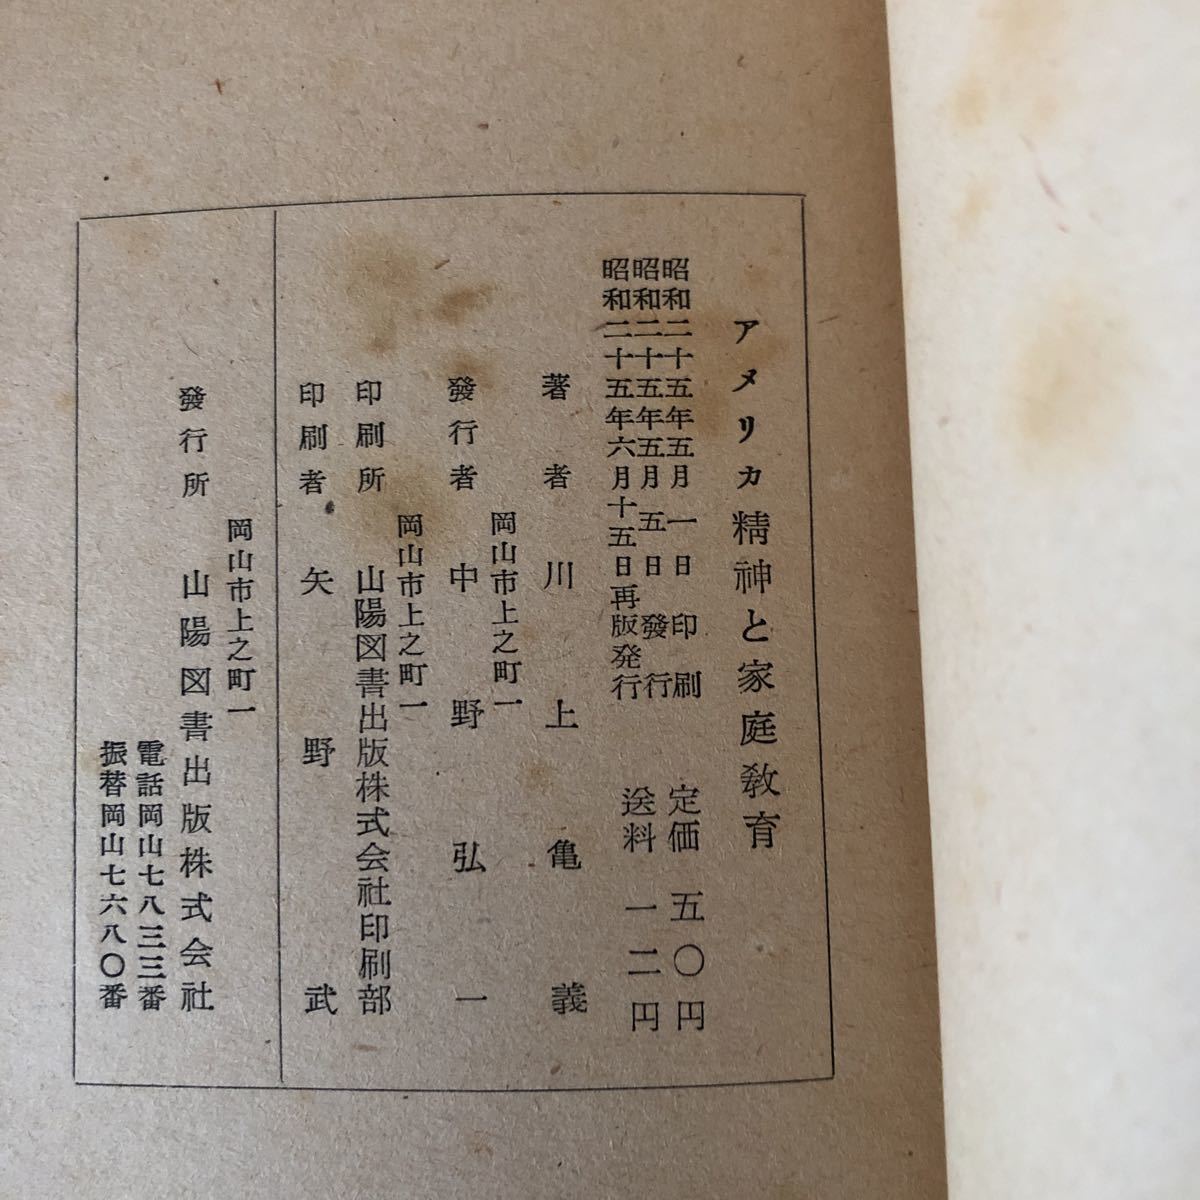 アメリカ精神と家庭教育
昭和二十五年五月一日印刷
昭和二十五年五月五日發行
昭和二十五年六月十五日再版発行
定価 五〇円
送料 一二円
著者 川上亀義
岡山市上之町一
發行者 中野弘一
岡山市上之町一
印刷所 山陽図書出版株式会社印刷部
印刷者 矢野武
岡山市上之町一
發行所 山陽図書出版株式会社
電話岡山七八三三番
振替岡山七六八〇番